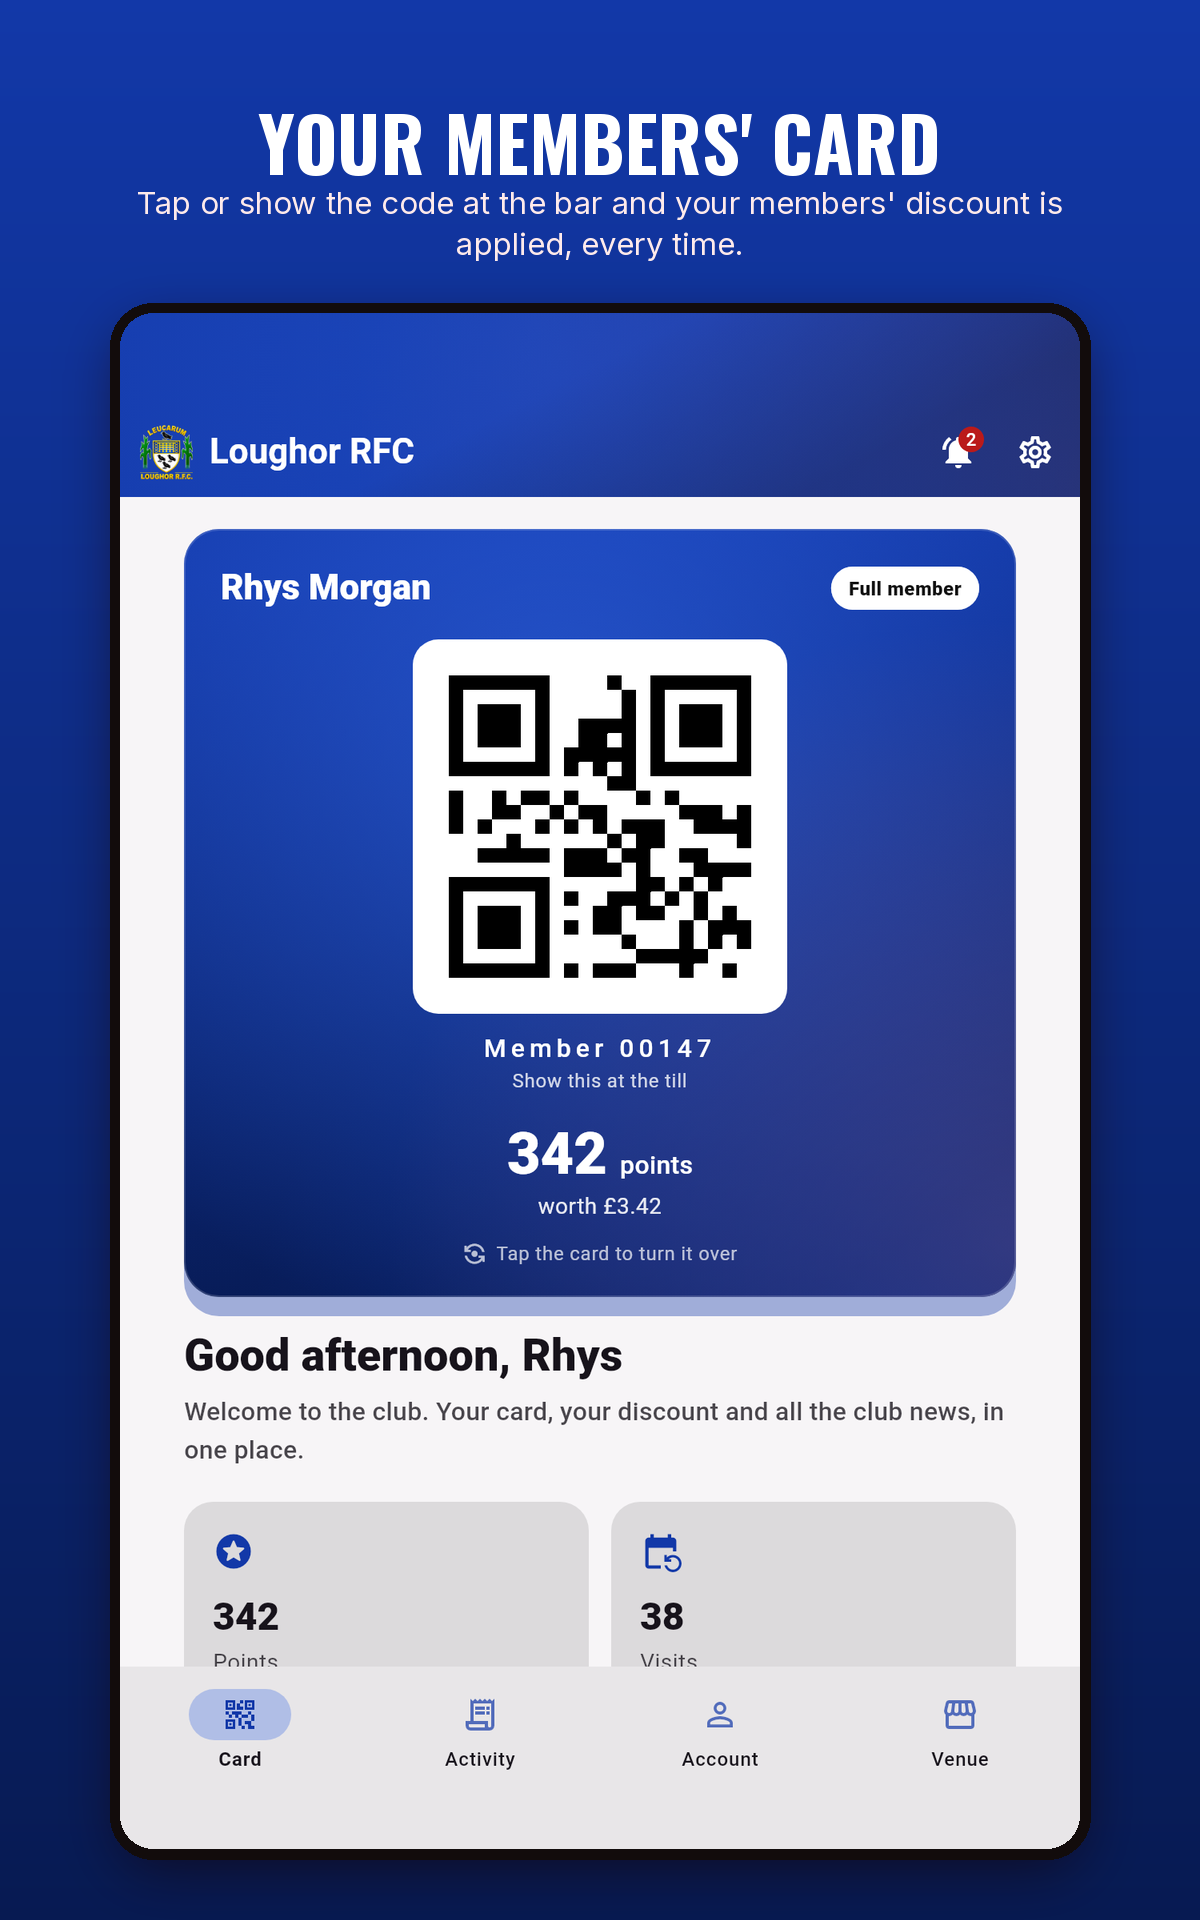 YOUR MEMBERS' CARD
Tap or show the code at the bar and your members' discount is
applied, every time.
LEUCARUM
LOUGHOR R.F.C.
Loughor RFC
2
Rhys Morgan
Full member
Member 00147
Show this at the till
342 points
worth £3.42
Tap the card to turn it over
Good afternoon, Rhys
Welcome to the club. Your card, your discount and all the club news, in
one place.
342
Points
38
Visits
Card
Activity
Account
Venue